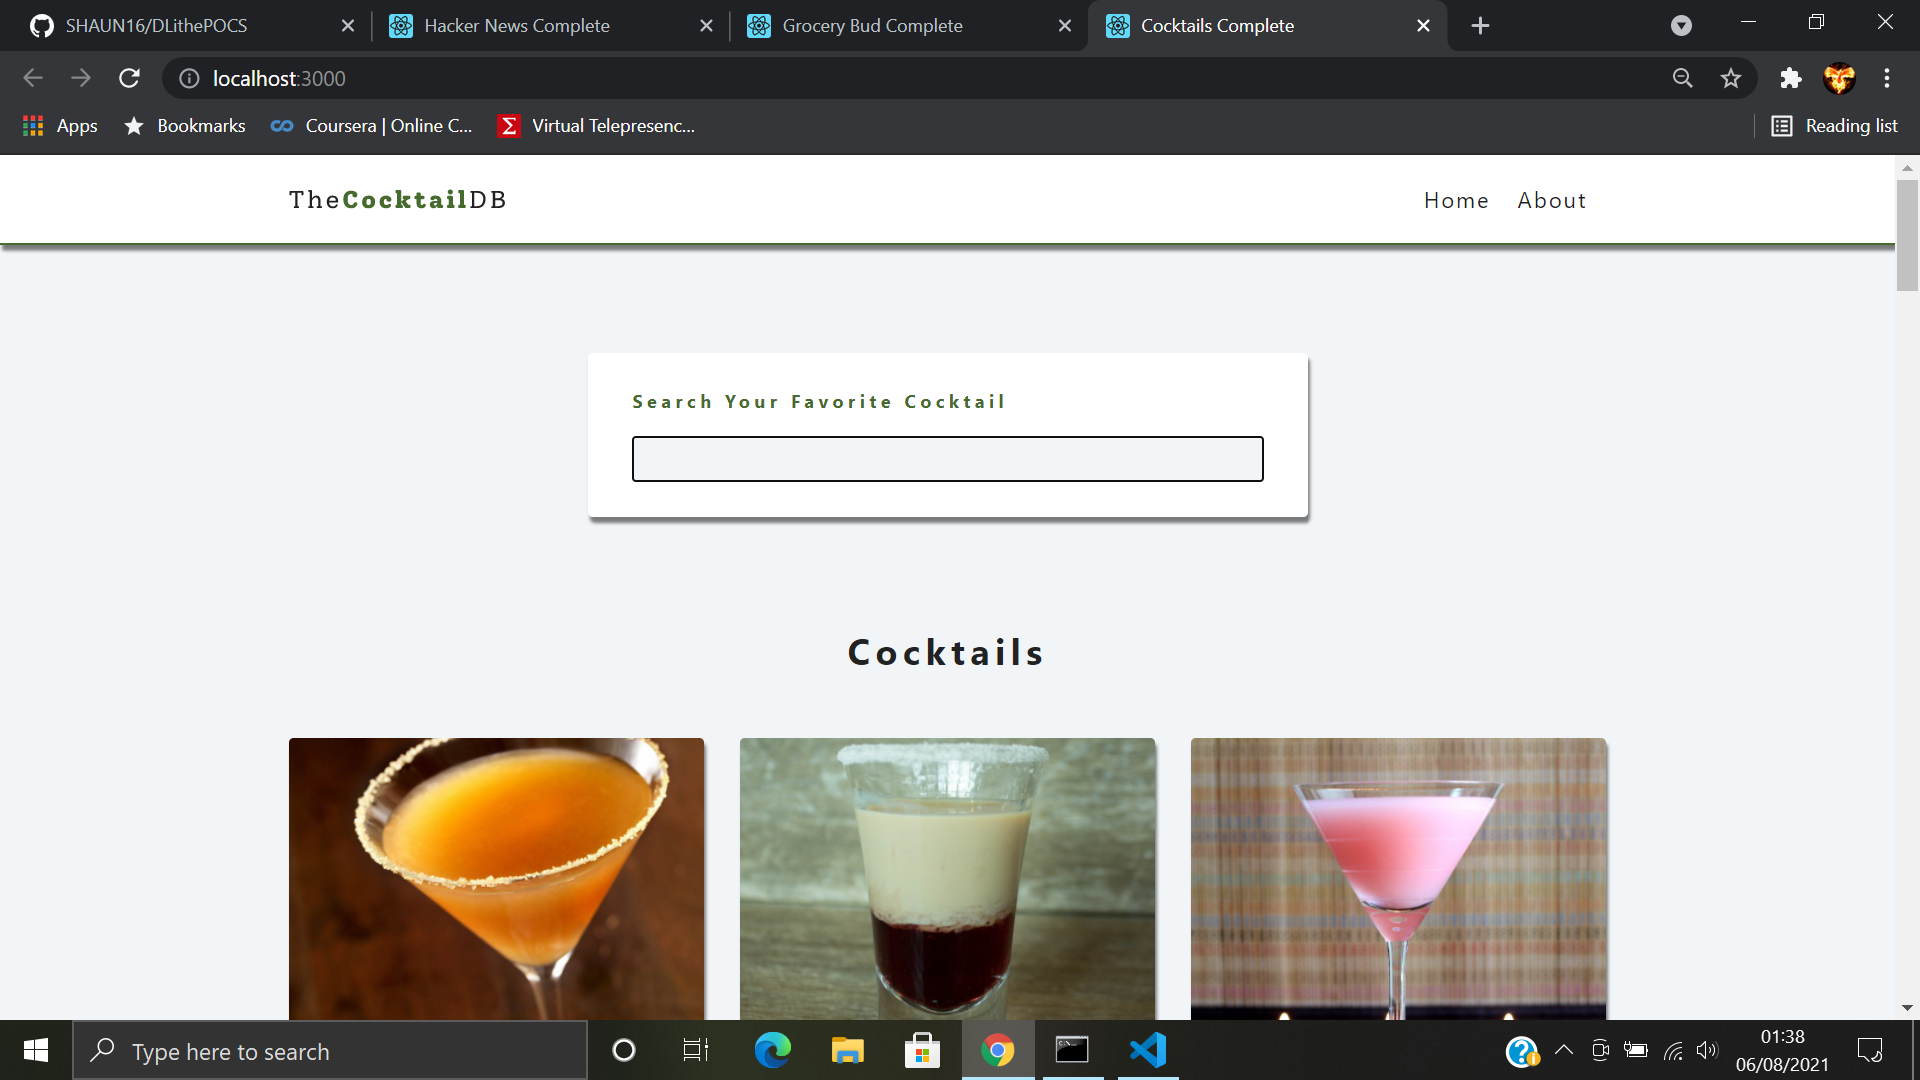 SHAUN16/DLithePOCS
Hacker News Complete
Grocery Bud Complete
Cocktails Complete
localhost:3000
Apps
Bookmarks
Coursera | Online C...
Virtual Telepresenc...
Reading list
TheCocktailDB
Home
About
Search Your Favorite Cocktail
Cocktails
Type here to search
01:38
06/08/2021